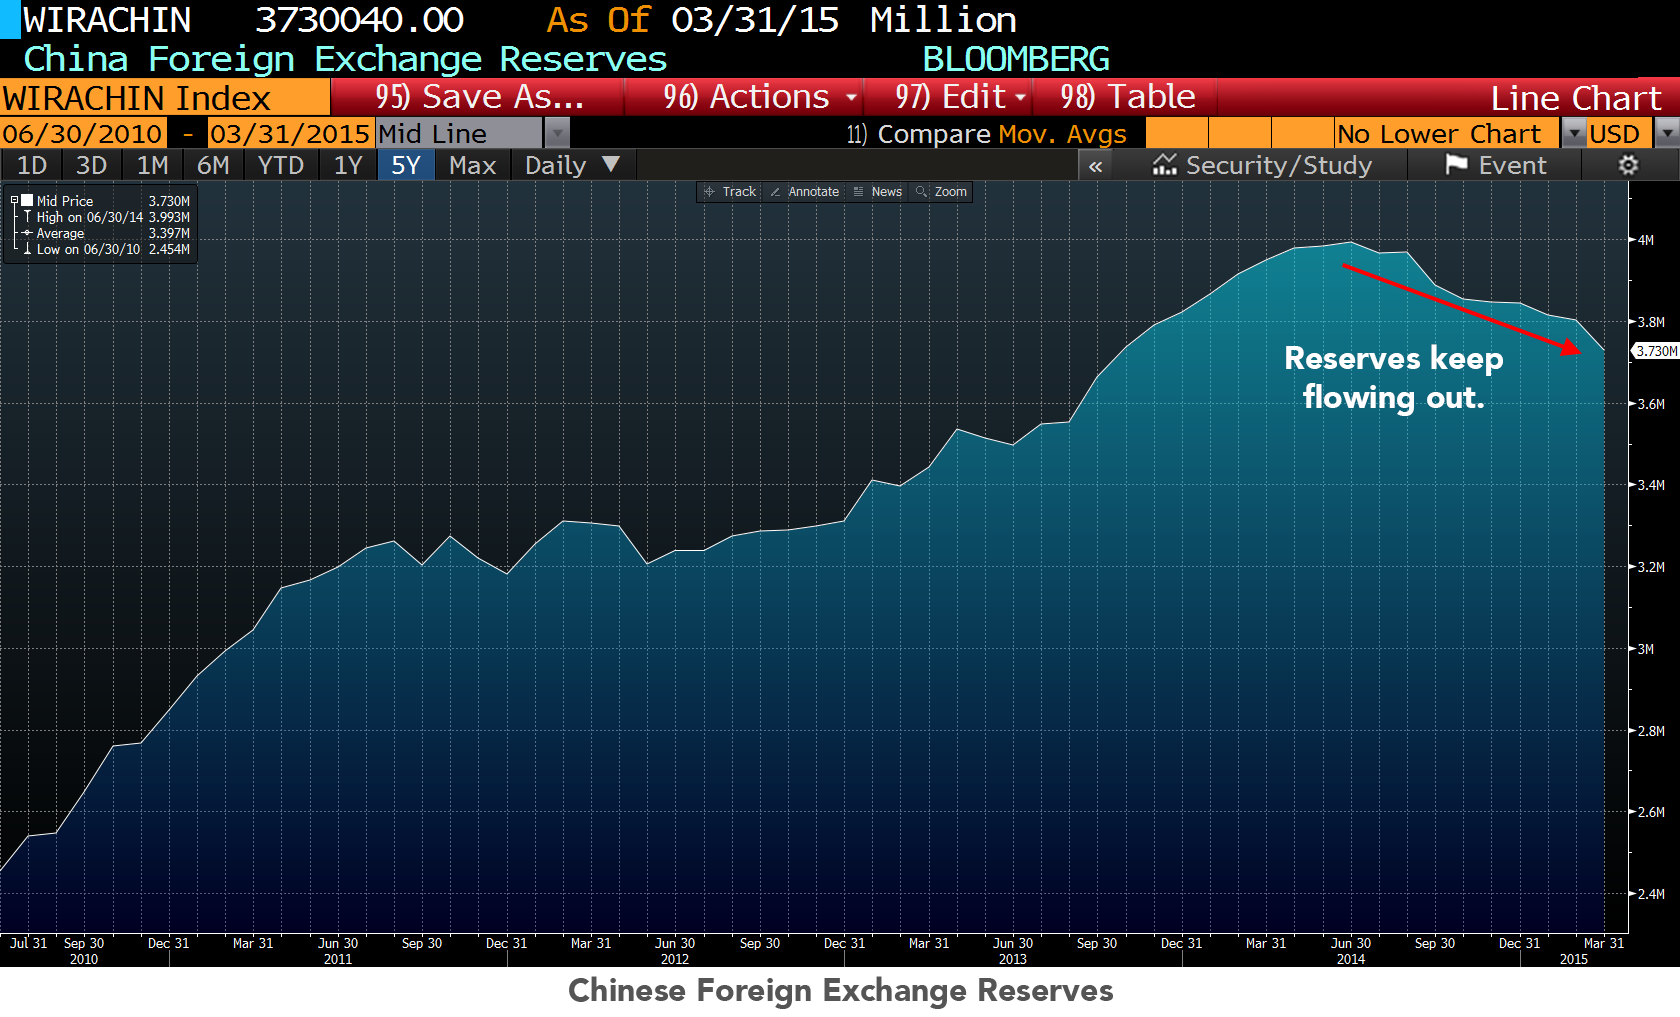 WIRACHIN 3730040.00 As Of 03/31/15 Million
China Foreign Exchange Reserves BLOOMBERG
WIRACHIN Index 95) Save As... 96) Actions 97) Edit 98) Table Line Chart
06/30/2010 - 03/31/2015 Mid Line 11) Compare Mov. Avgs No Lower Chart USD
1D 3D 1M 6M YTD 1Y 5Y Max Daily ▼ « Security/Study Event
Track Annotate News Zoom
Mid Price 3.730M
High on 06/30/14 3.993M
Average 3.397M
Low on 06/30/10 2.454M
4M
3.8M
3.730M
Reserves keep
flowing out.
3.6M
3.4M
3.2M
3M
2.8M
2.6M
2.4M
Jul 31 Sep 30 Dec 31 Mar 31 Jun 30 Sep 30 Dec 31 Mar 31 Jun 30 Sep 30 Dec 31 Mar 31 Jun 30 Sep 30 Dec 31 Mar 31 Jun 30 Sep 30 Dec 31 Mar 31
2010 2011 2012 2013 2014 2015
Chinese Foreign Exchange Reserves